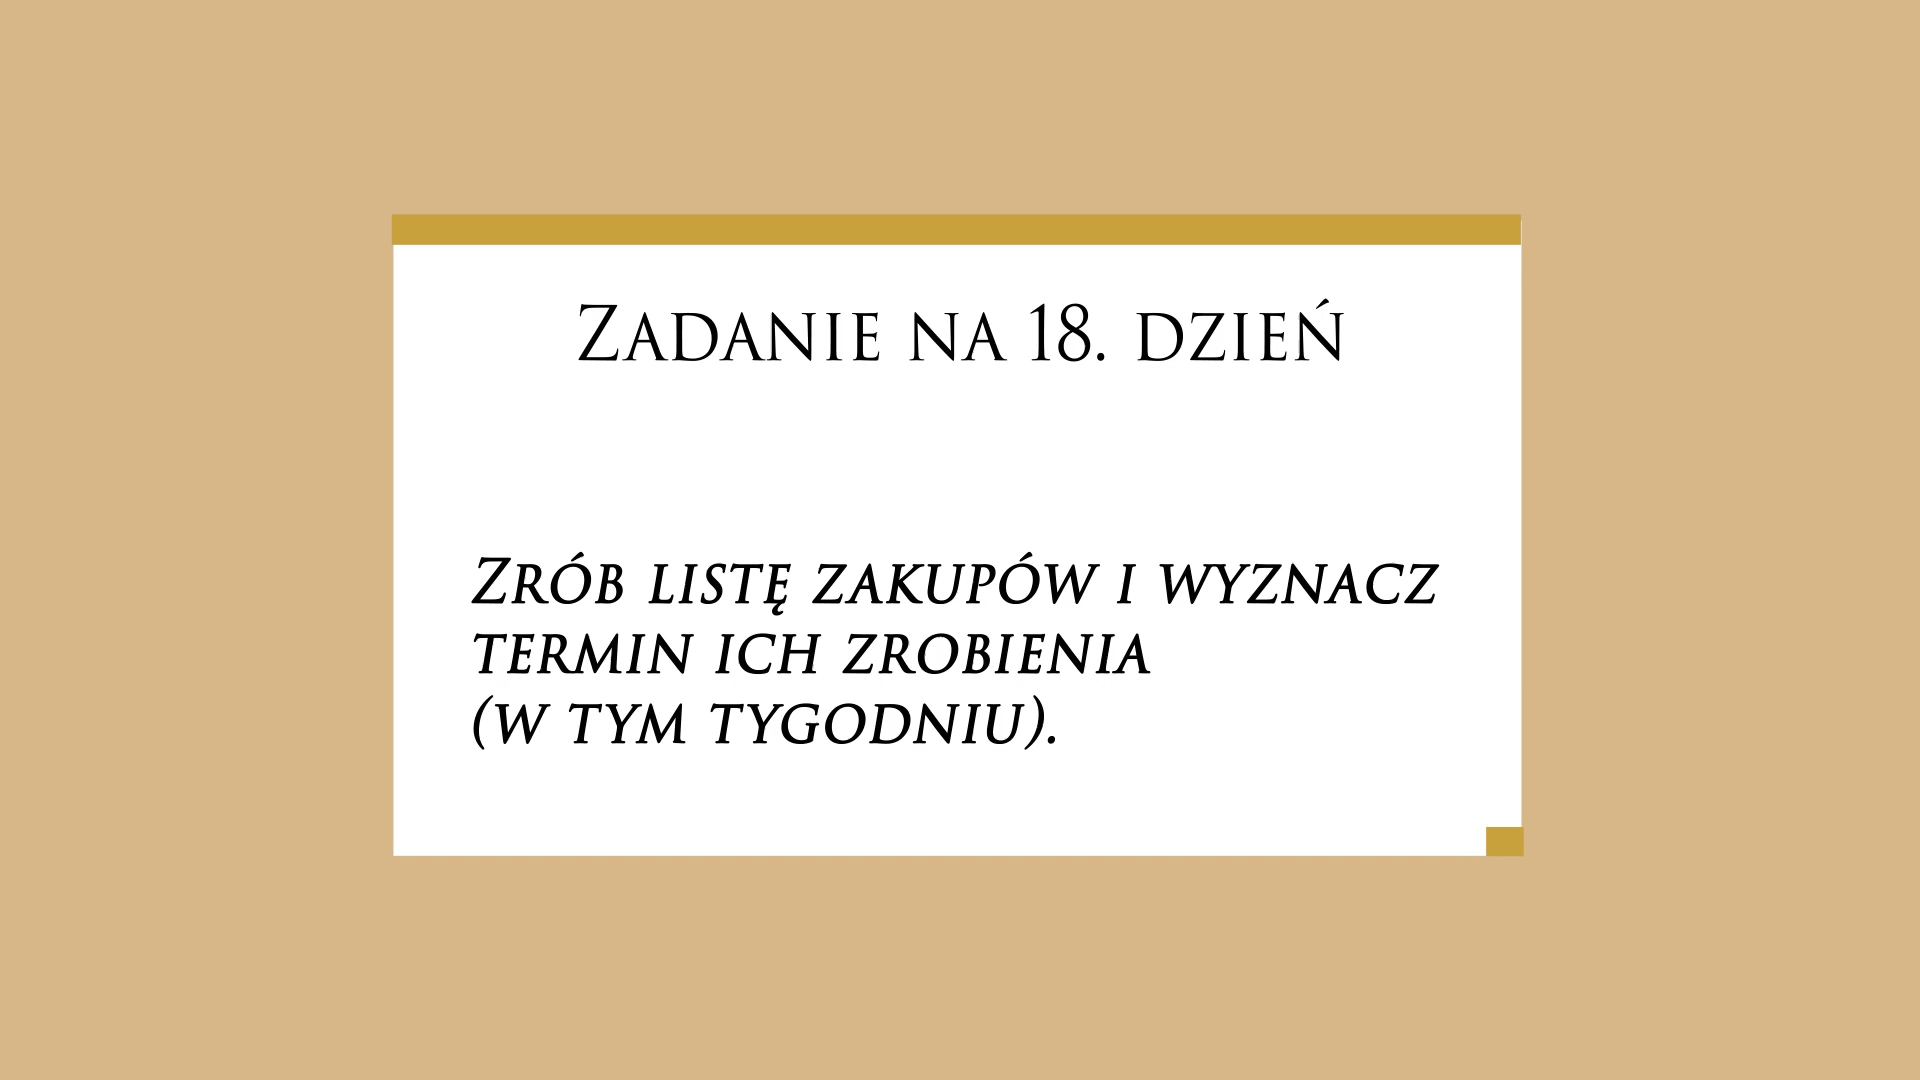 Zadanie na 18. dzień
Zrób listę zakupów i wyznacz
termin ich zrobienia
(w tym tygodniu).